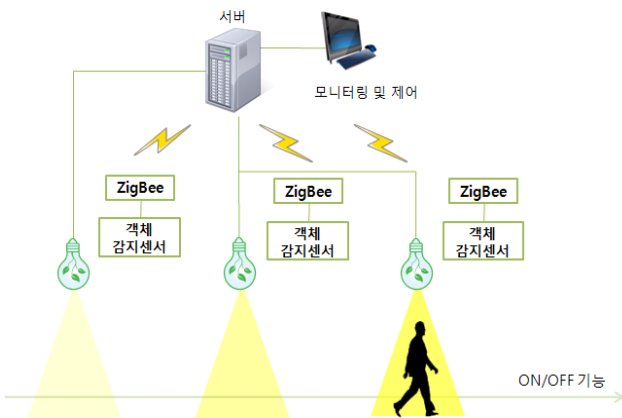 서버
모니터링 및 제어
ZigBee
객체
감지센서
ZigBee
객체
감지센서
ZigBee
객체
감지센서
ON/OFF 기능